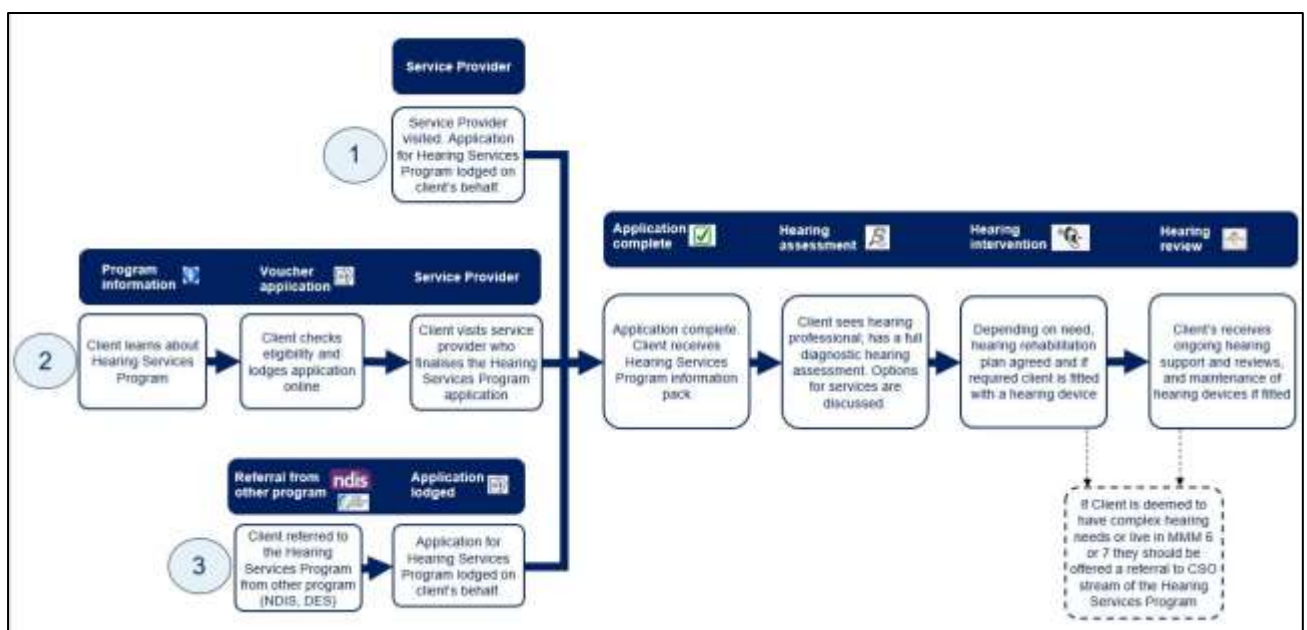 Service Provider
1
Service Provider
visited. Application
for Hearing Services
Program lodged on
client's behalf
Program
information
Voucher
application
Service Provider
2
Client learns about
Hearing Services
Program
Client checks
eligibility and
lodges application
online
Client visits service
provider who
finalises the Hearing
Services Program
application
Referral from
other program
ndis
Application
lodged
3
Client referred to
the Hearing
Services Program
from other program
(NDIS, DES)
Application for
Hearing Services
Program lodged on
client's behalf
Application
complete
Hearing
assessment
Hearing
intervention
Hearing
review
Application complete.
Client receives
Hearing Services
Program information
pack
Client sees hearing
professional; has a full
diagnostic hearing
assessment. Options
for services are
discussed.
Depending on need,
hearing rehabilitation
plan agreed and if
required client is fitted
with a hearing device
Client's receives
ongoing hearing
support and reviews,
and maintenance of
hearing devices if fitted
If Client is deemed to
have complex hearing
needs or live in MMM 6
or 7 they should be
offered a referral to CSO
stream of the Hearing
Services Program